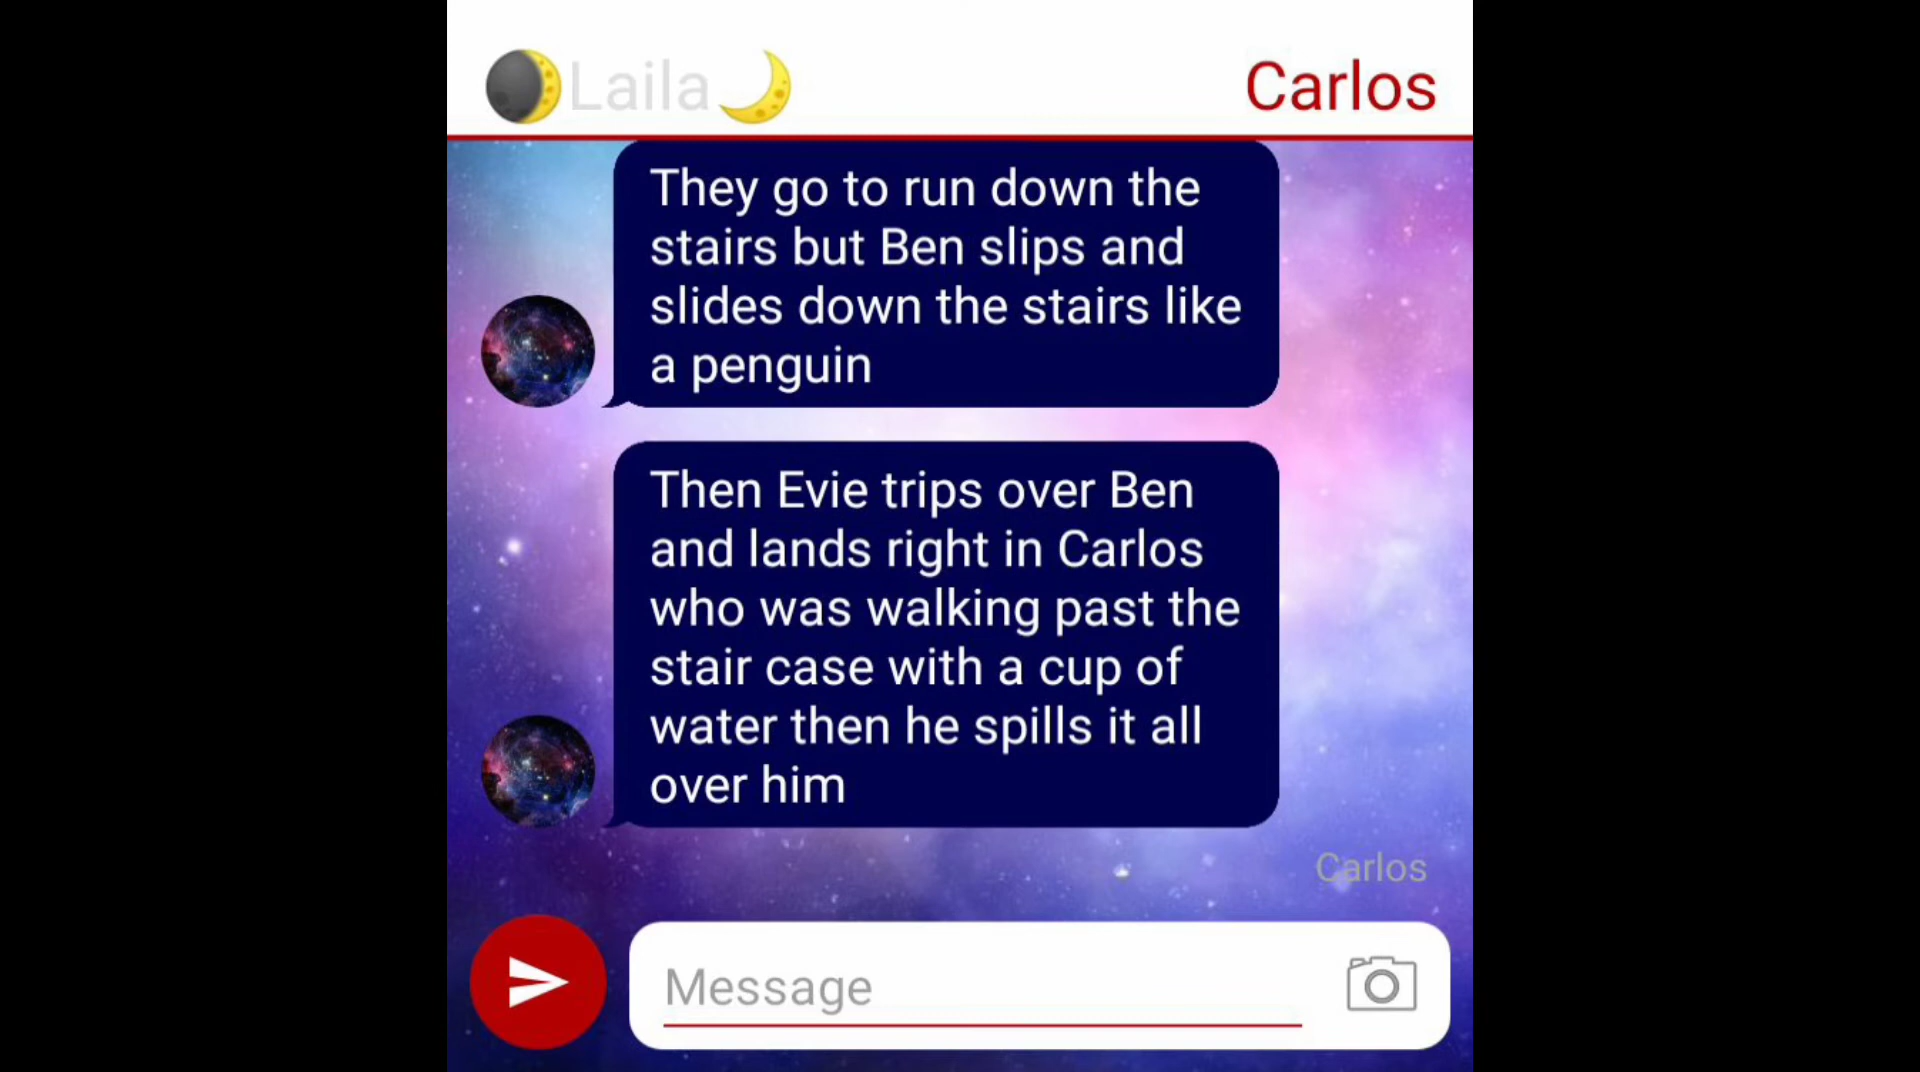 🌒Laila🌙 Carlos
They go to run down the
stairs but Ben slips and
slides down the stairs like
a penguin
Then Evie trips over Ben
and lands right in Carlos
who was walking past the
stair case with a cup of
water then he spills it all
over him
Carlos
Message